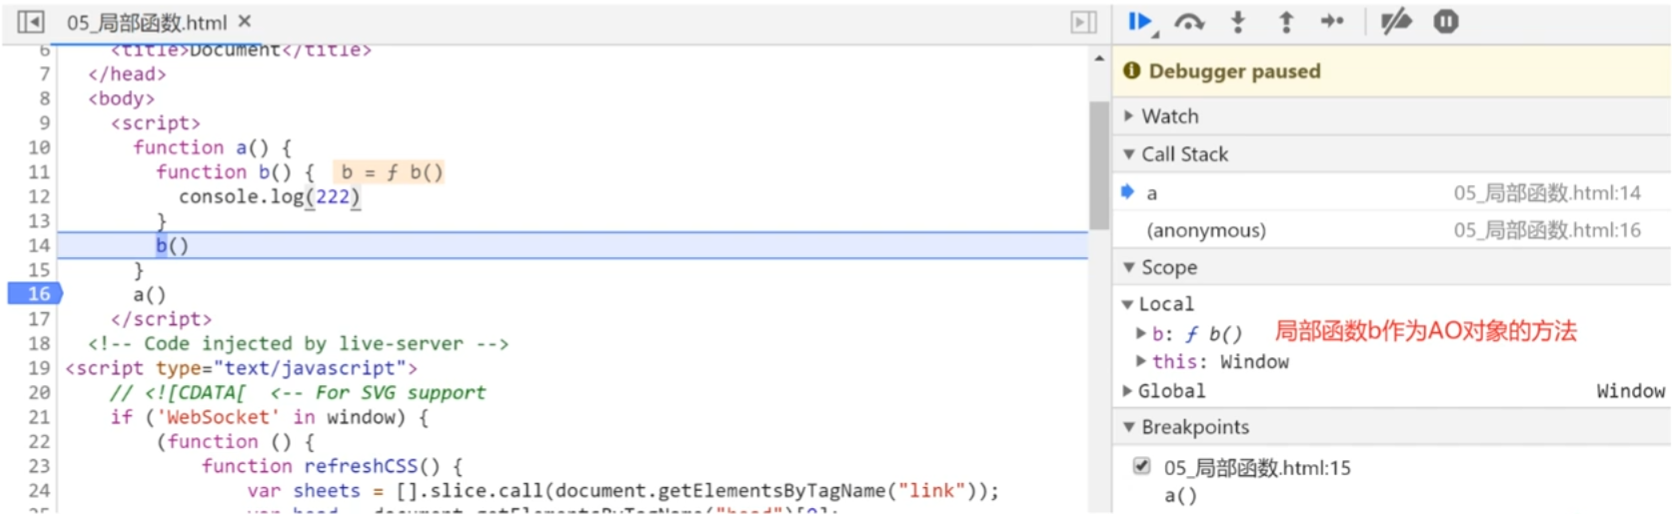 05_局部函数.html ×
6 <title>Document</title>
7 </head>
8 <body>
9 <script>
10 function a() {
11 function b() { b = ƒ b()
12 console.log(222)
13 }
14 b()
15 }
16 a()
17 </script>
18 <!-- Code injected by live-server -->
19 <script type="text/javascript">
20 // <![CDATA[ <-- For SVG support
21 if ('WebSocket' in window) {
22 (function () {
23 function refreshCSS() {
24 var sheets = [].slice.call(document.getElementsByTagName("link"));
25 var head = document.getElementsByTagName("head")[0];
Debugger paused
Watch
Call Stack
a 05_局部函数.html:14
(anonymous) 05_局部函数.html:16
Scope
Local
b: ƒ b() 局部函数b作为AO对象的方法
this: Window
Global Window
Breakpoints
05_局部函数.html:15
a()